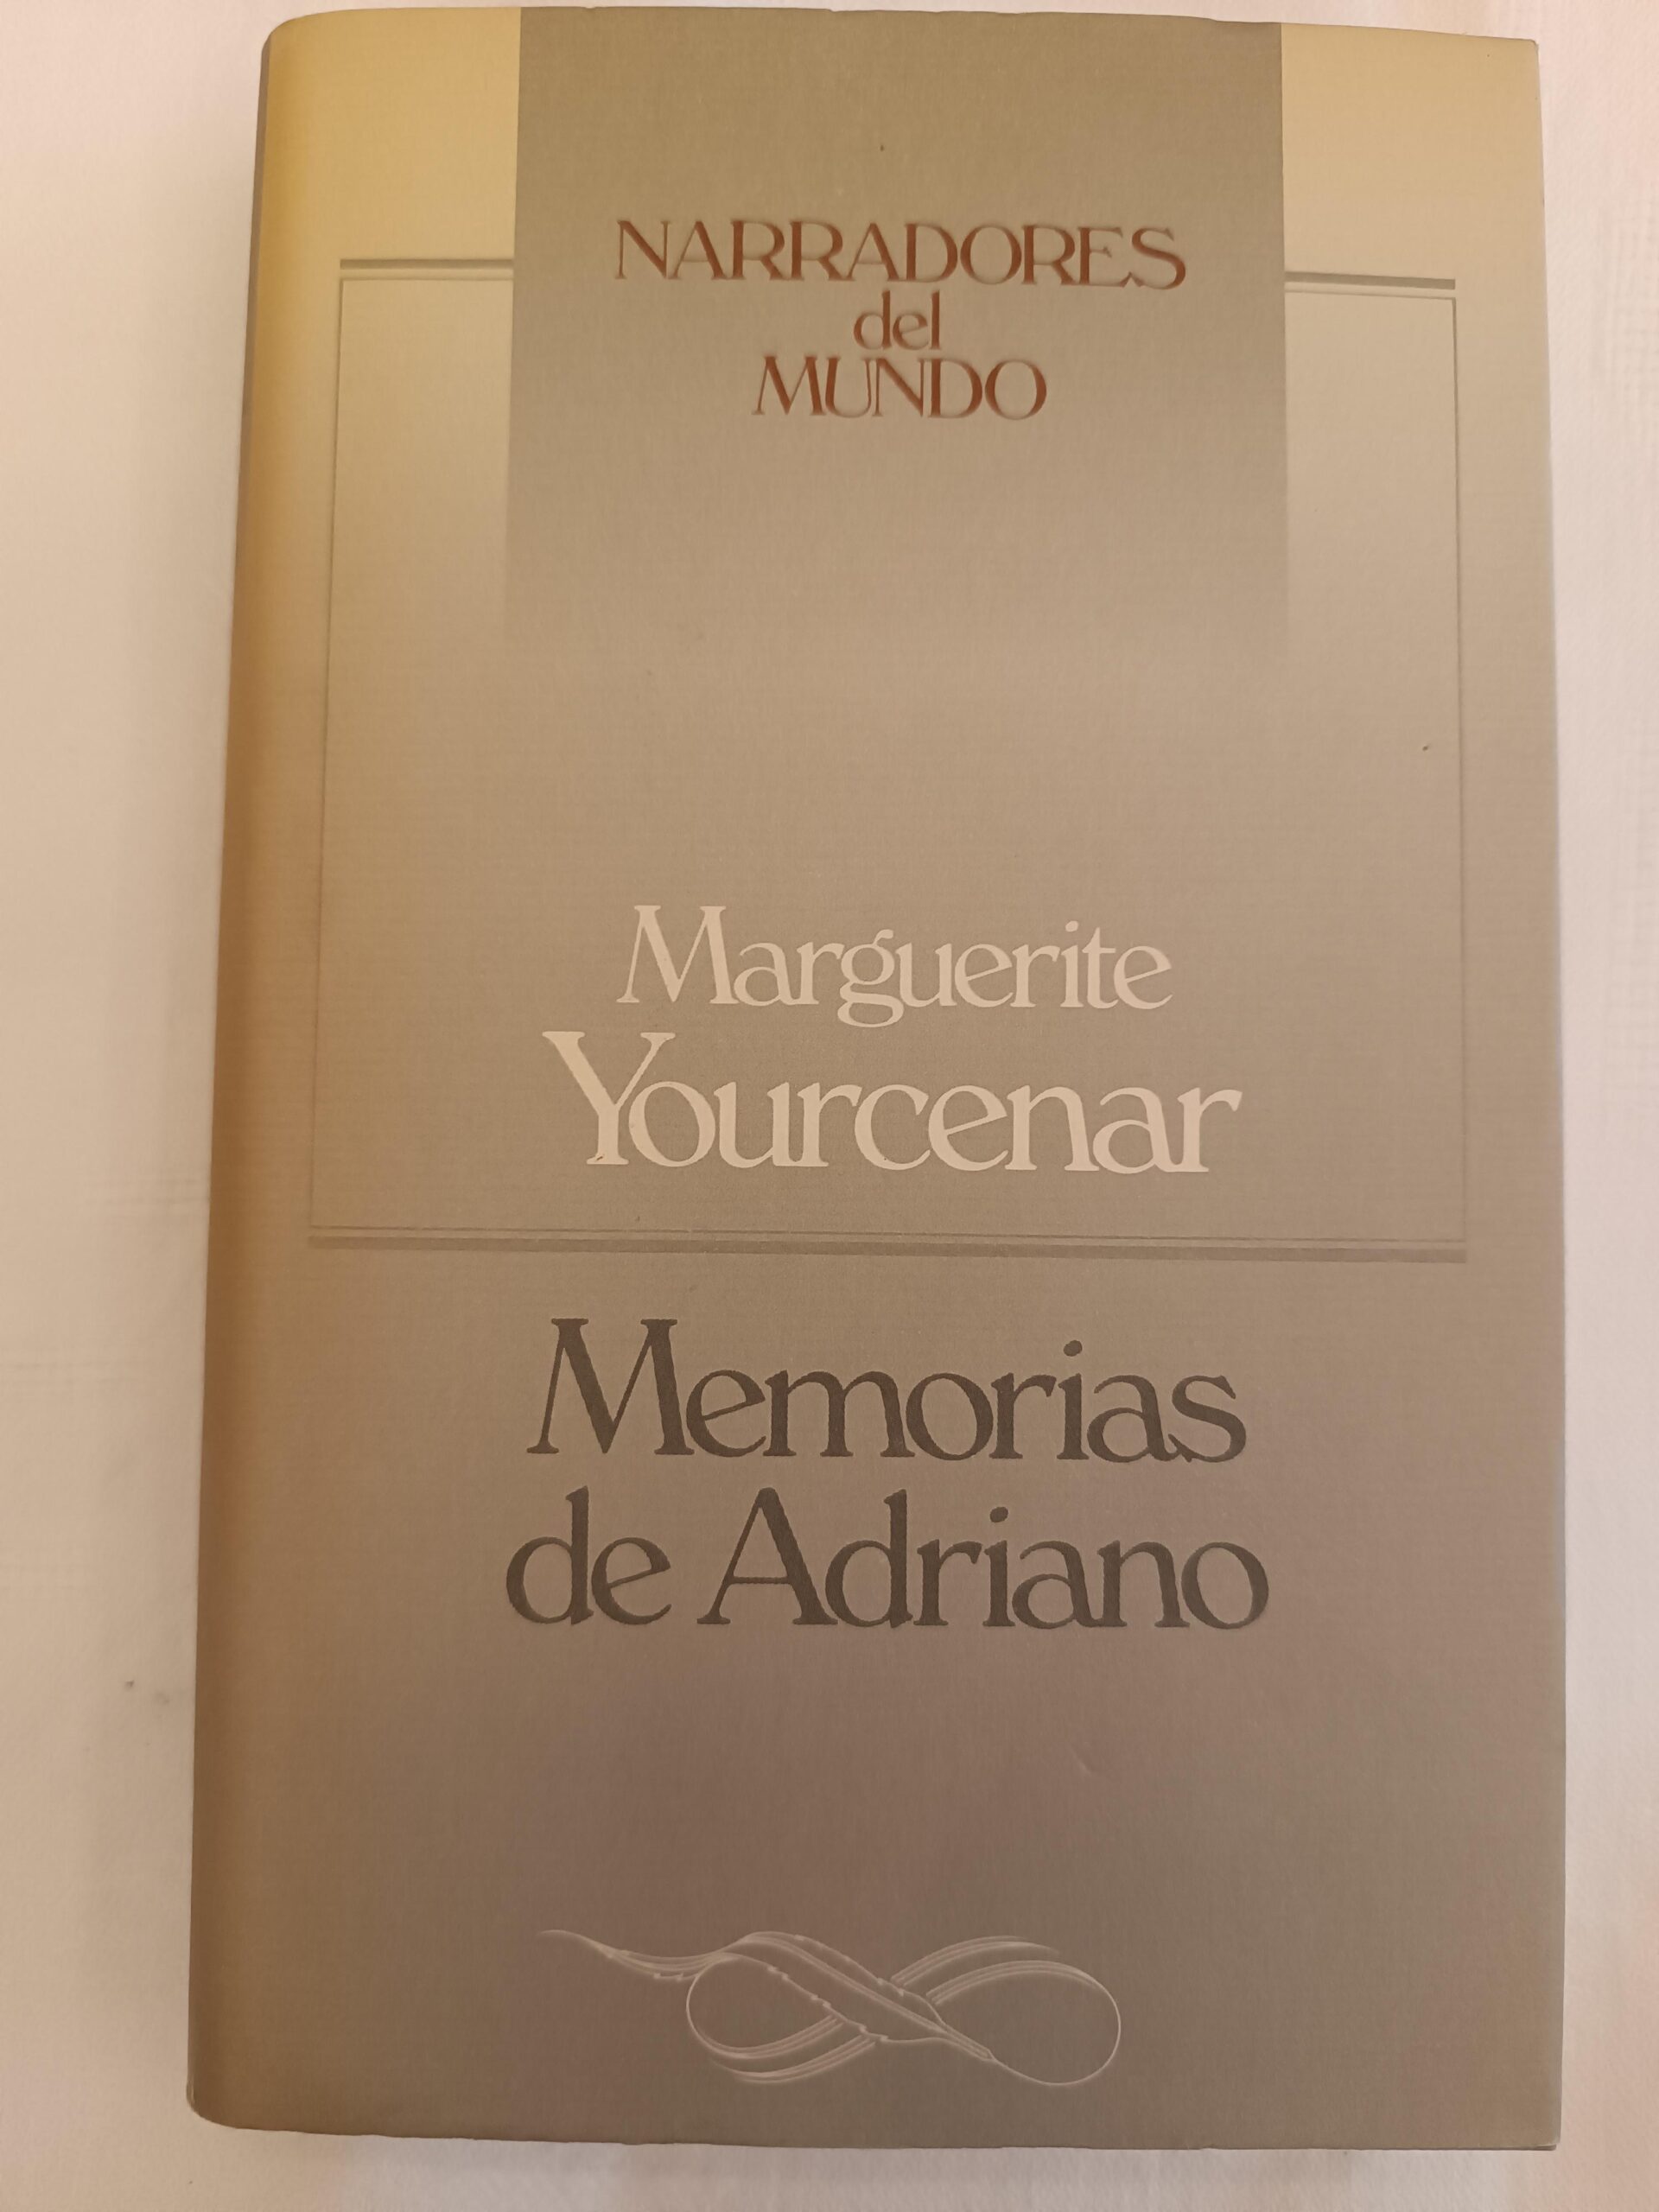 NARRADORES
del
MUNDO
Marguerite
Yourcenar
Memorias
de Adriano